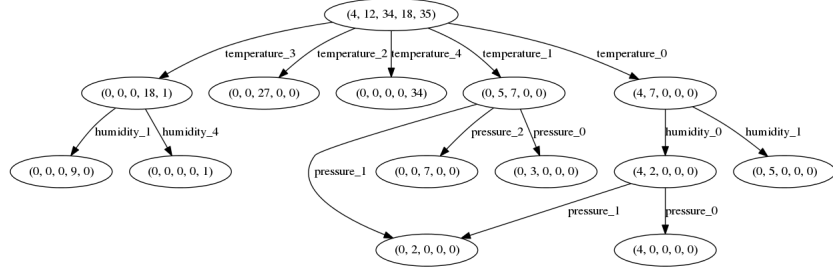 (4, 12, 34, 18, 35)
temperature_3
temperature_2
temperature_4
temperature_1
temperature_0
(0, 0, 0, 18, 1)
(0, 0, 27, 0, 0)
(0, 0, 0, 0, 34)
(0, 5, 7, 0, 0)
(4, 7, 0, 0, 0)
humidity_1
humidity_4
pressure_2
pressure_0
humidity_0
humidity_1
(0, 0, 0, 9, 0)
(0, 0, 0, 0, 1)
pressure_1
(0, 0, 7, 0, 0)
(0, 3, 0, 0, 0)
(4, 2, 0, 0, 0)
(0, 5, 0, 0, 0)
pressure_1
pressure_0
(0, 2, 0, 0, 0)
(4, 0, 0, 0, 0)